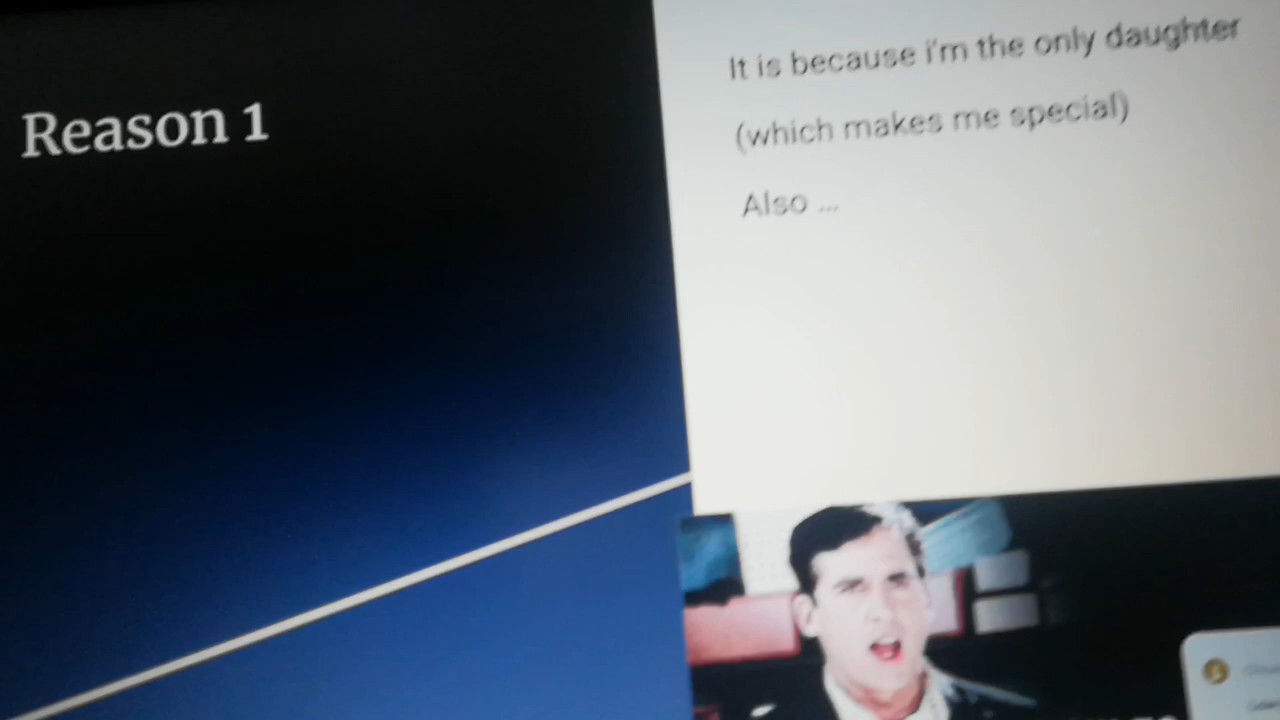 Reason 1
It is because i'm the only daughter
(which makes me special)
Also ...